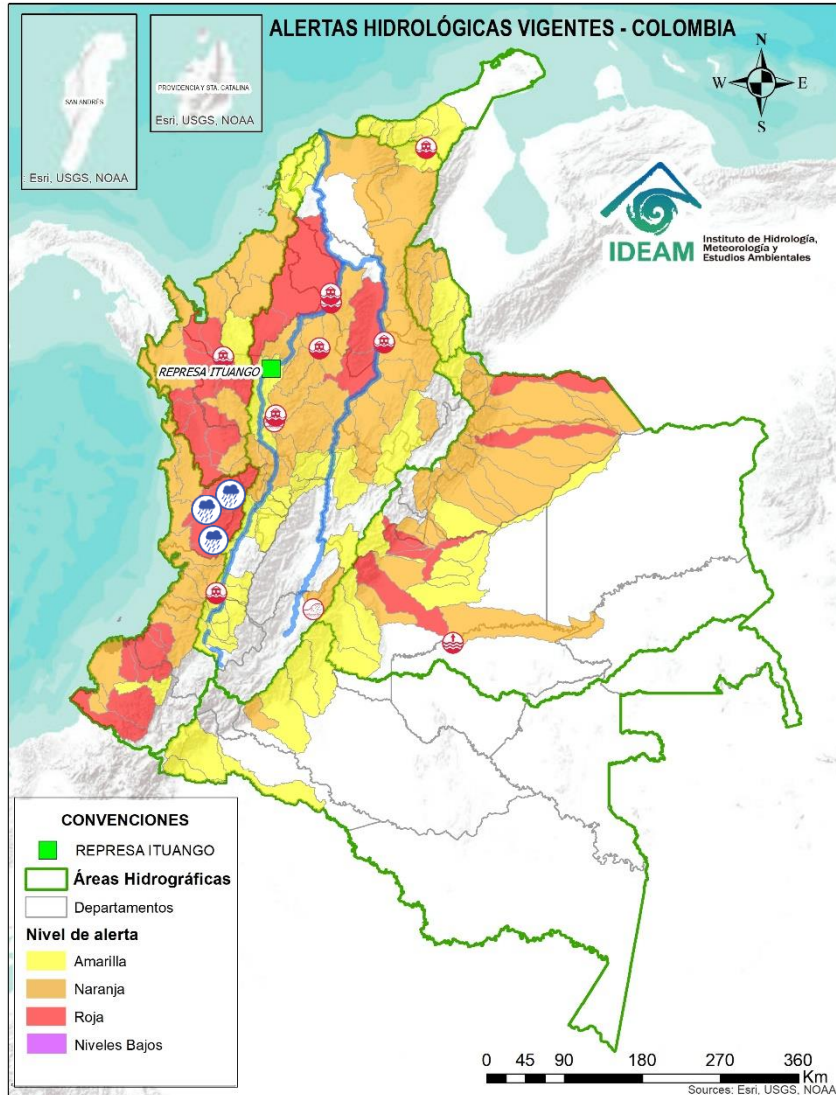 ALERTAS HIDROLÓGICAS VIGENTES - COLOMBIA
SAN ANDRÉS
Esri, USGS, NOAA
PROVIDENCIA Y STA. CATALINA
Esri, USGS, NOAA
N
W
E
S
IDEAM
Instituto de Hidrología,
Meteorología y
Estudios Ambientales
REPRESA ITUANGO
CONVENCIONES
REPRESA ITUANGO
Áreas Hidrográficas
Departamentos
Nivel de alerta
Amarilla
Naranja
Roja
Niveles Bajos
0 45 90 180 270 360
Km
Sources: Esri, USGS, NOAA